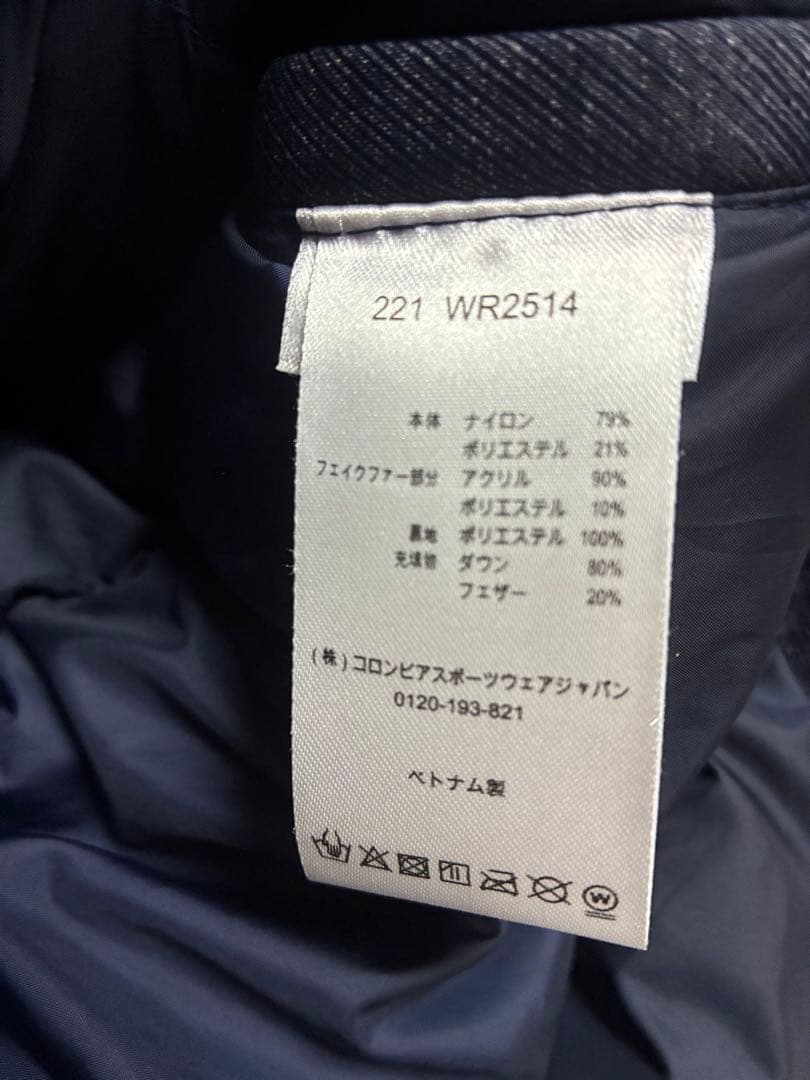 221 WR2514
本体 ナイロン 79%
ポリエステル 21%
フェイクファー部分 アクリル 90%
ポリエステル 10%
裏地 ポリエステル 100%
充填物 ダウン 80%
フェザー 20%
(株)コロンビアスポーツウェアジャパン
0120-193-821
ベトナム製
W